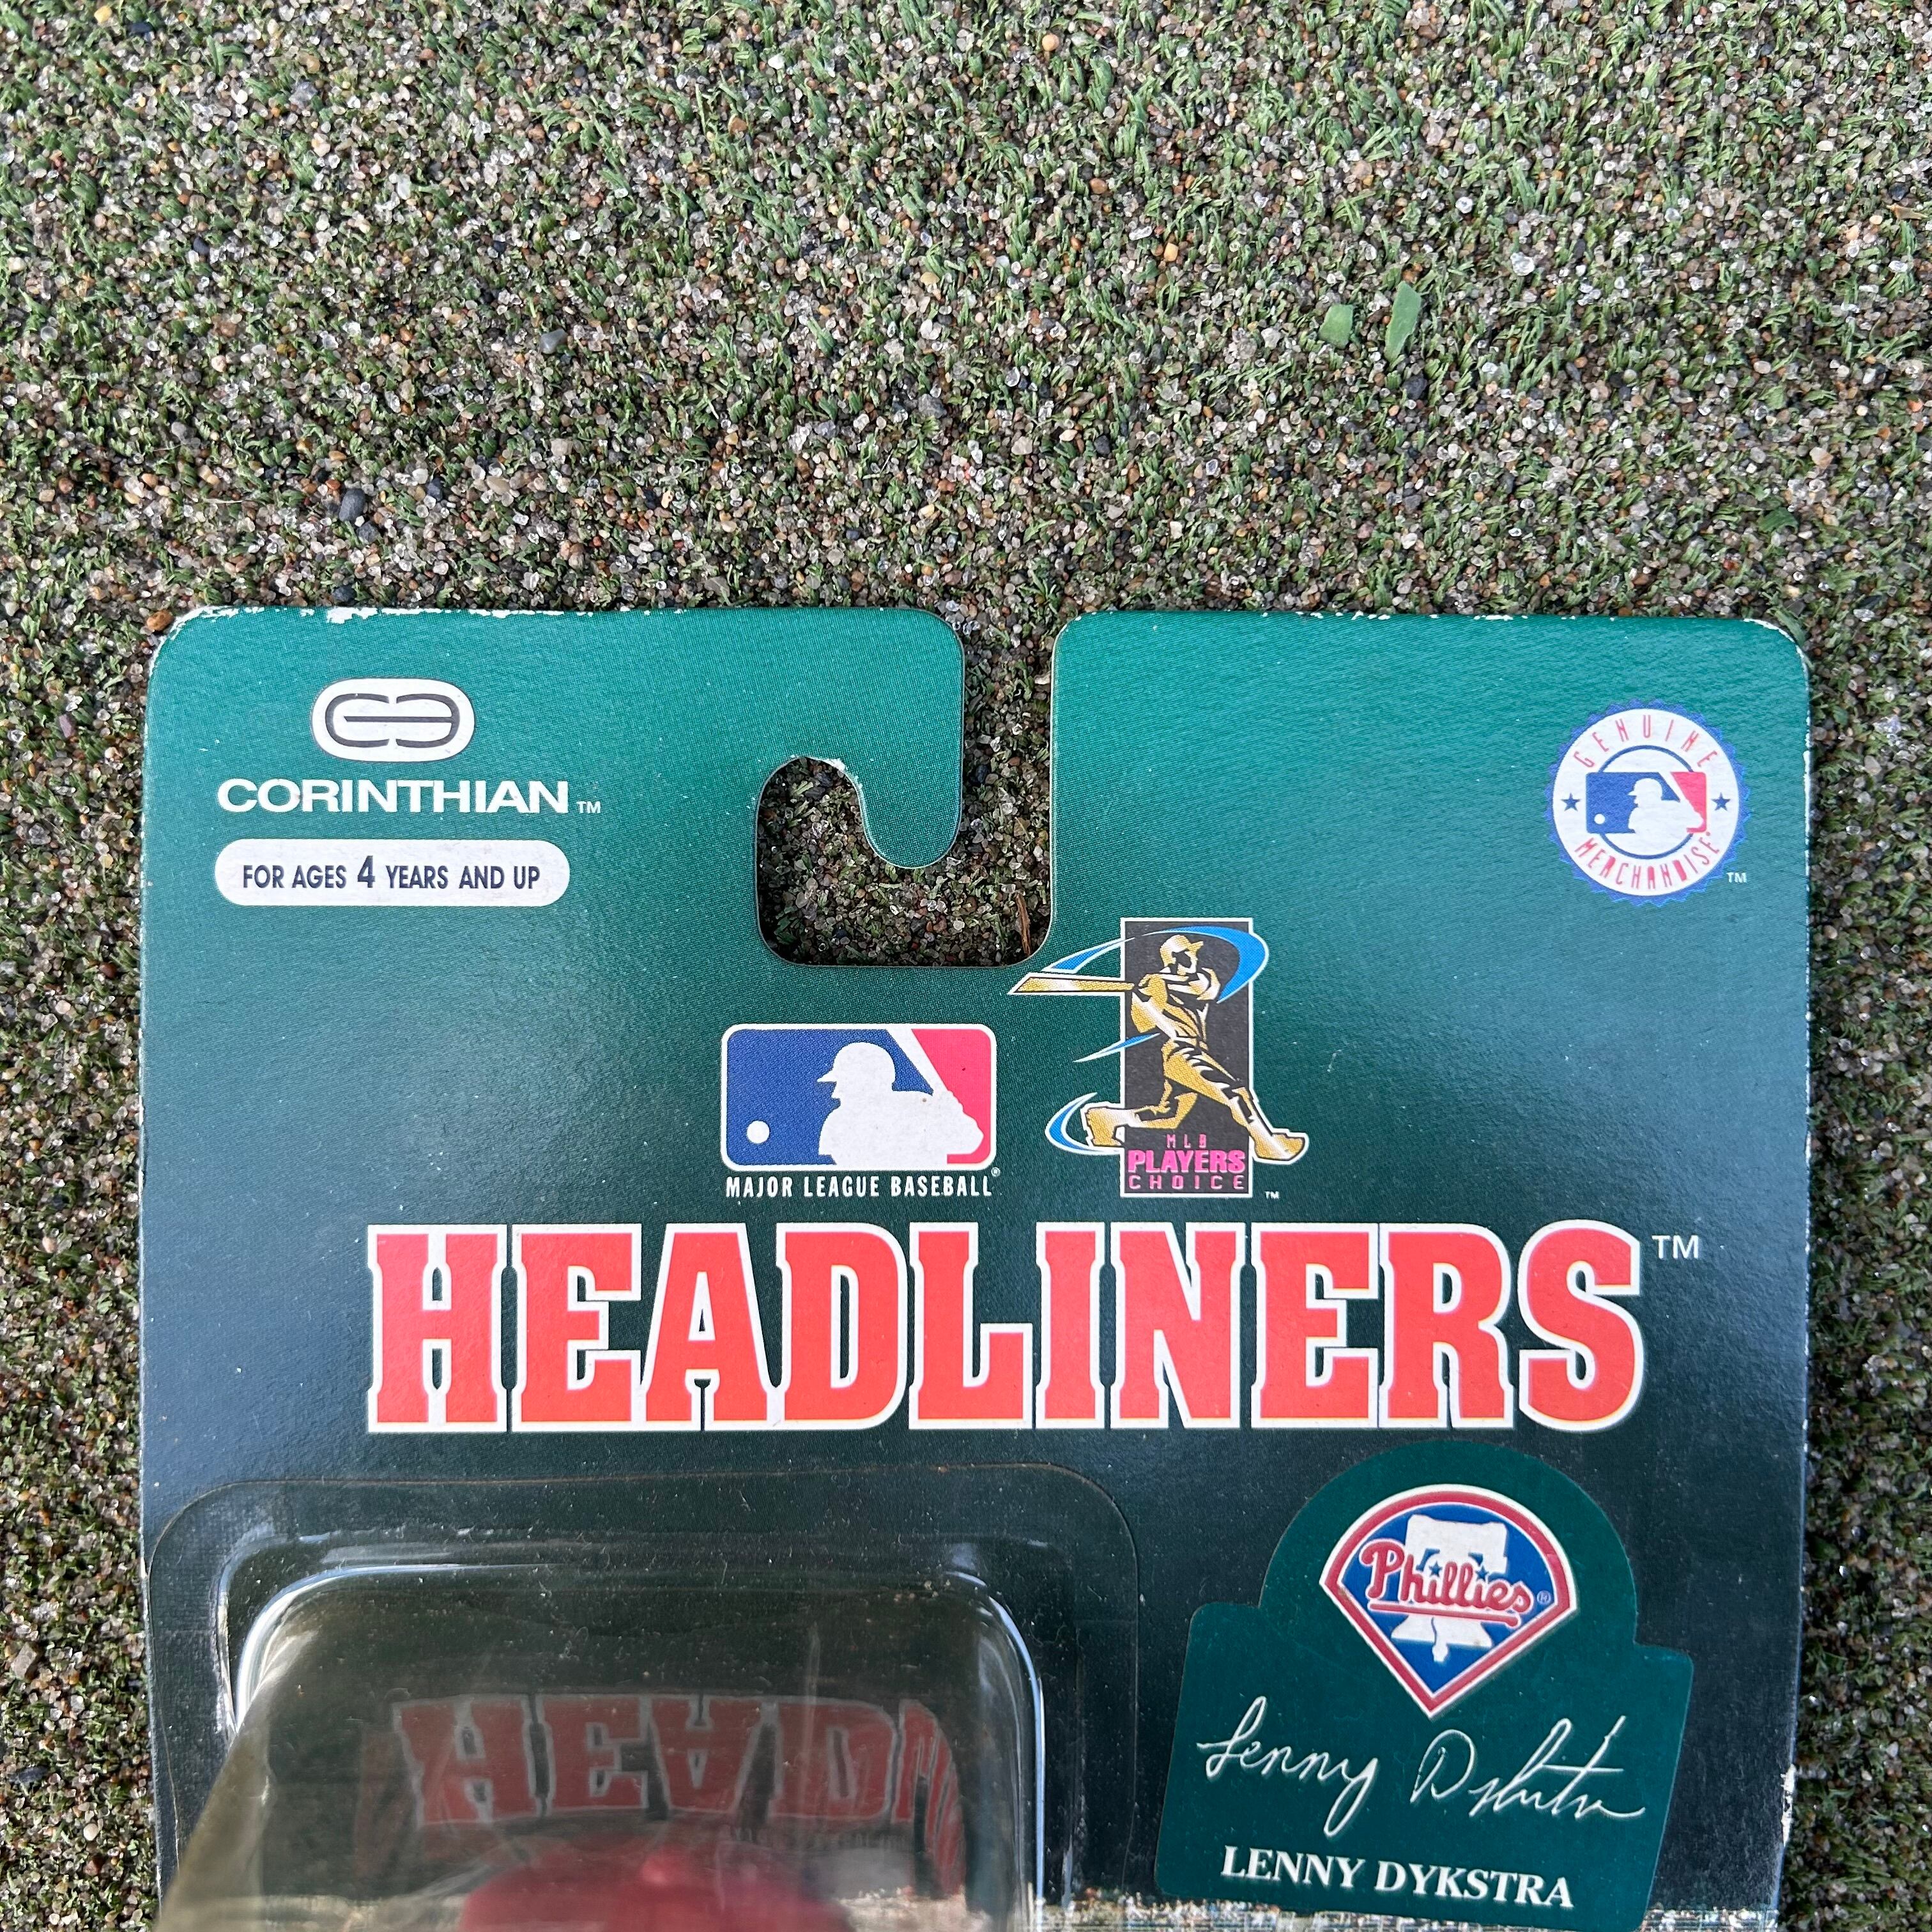 CORINTHIAN™
FOR AGES 4 YEARS AND UP
GENUINE
MERCHANDISE
™
MAJOR LEAGUE BASEBALL®
MLB
PLAYERS
CHOICE
™
HEADLINERS™
Phillies®
Lenny Dykstra
LENNY DYKSTRA
HEAD